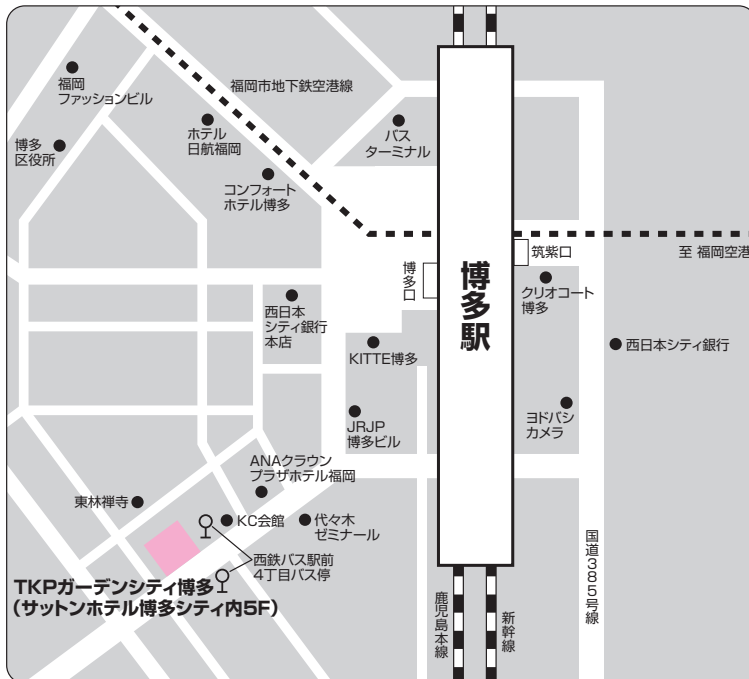 福岡
ファッションビル
福岡市地下鉄空港線
ホテル
日航福岡
バス
ターミナル
博多
区役所
コンフォート
ホテル博多
筑紫口
至 福岡空港
博多口
博多駅
クリオコート
博多
西日本
シティ銀行
本店
KITTE博多
西日本シティ銀行
JRJP
博多ビル
ヨドバシ
カメラ
ANAクラウン
プラザホテル福岡
東林禅寺
KC会館
代々木
ゼミナール
西鉄バス駅前
4丁目バス停
国道385号線
TKPガーデンシティ博多
(サットンホテル博多シティ内5F)
鹿児島本線
新幹線